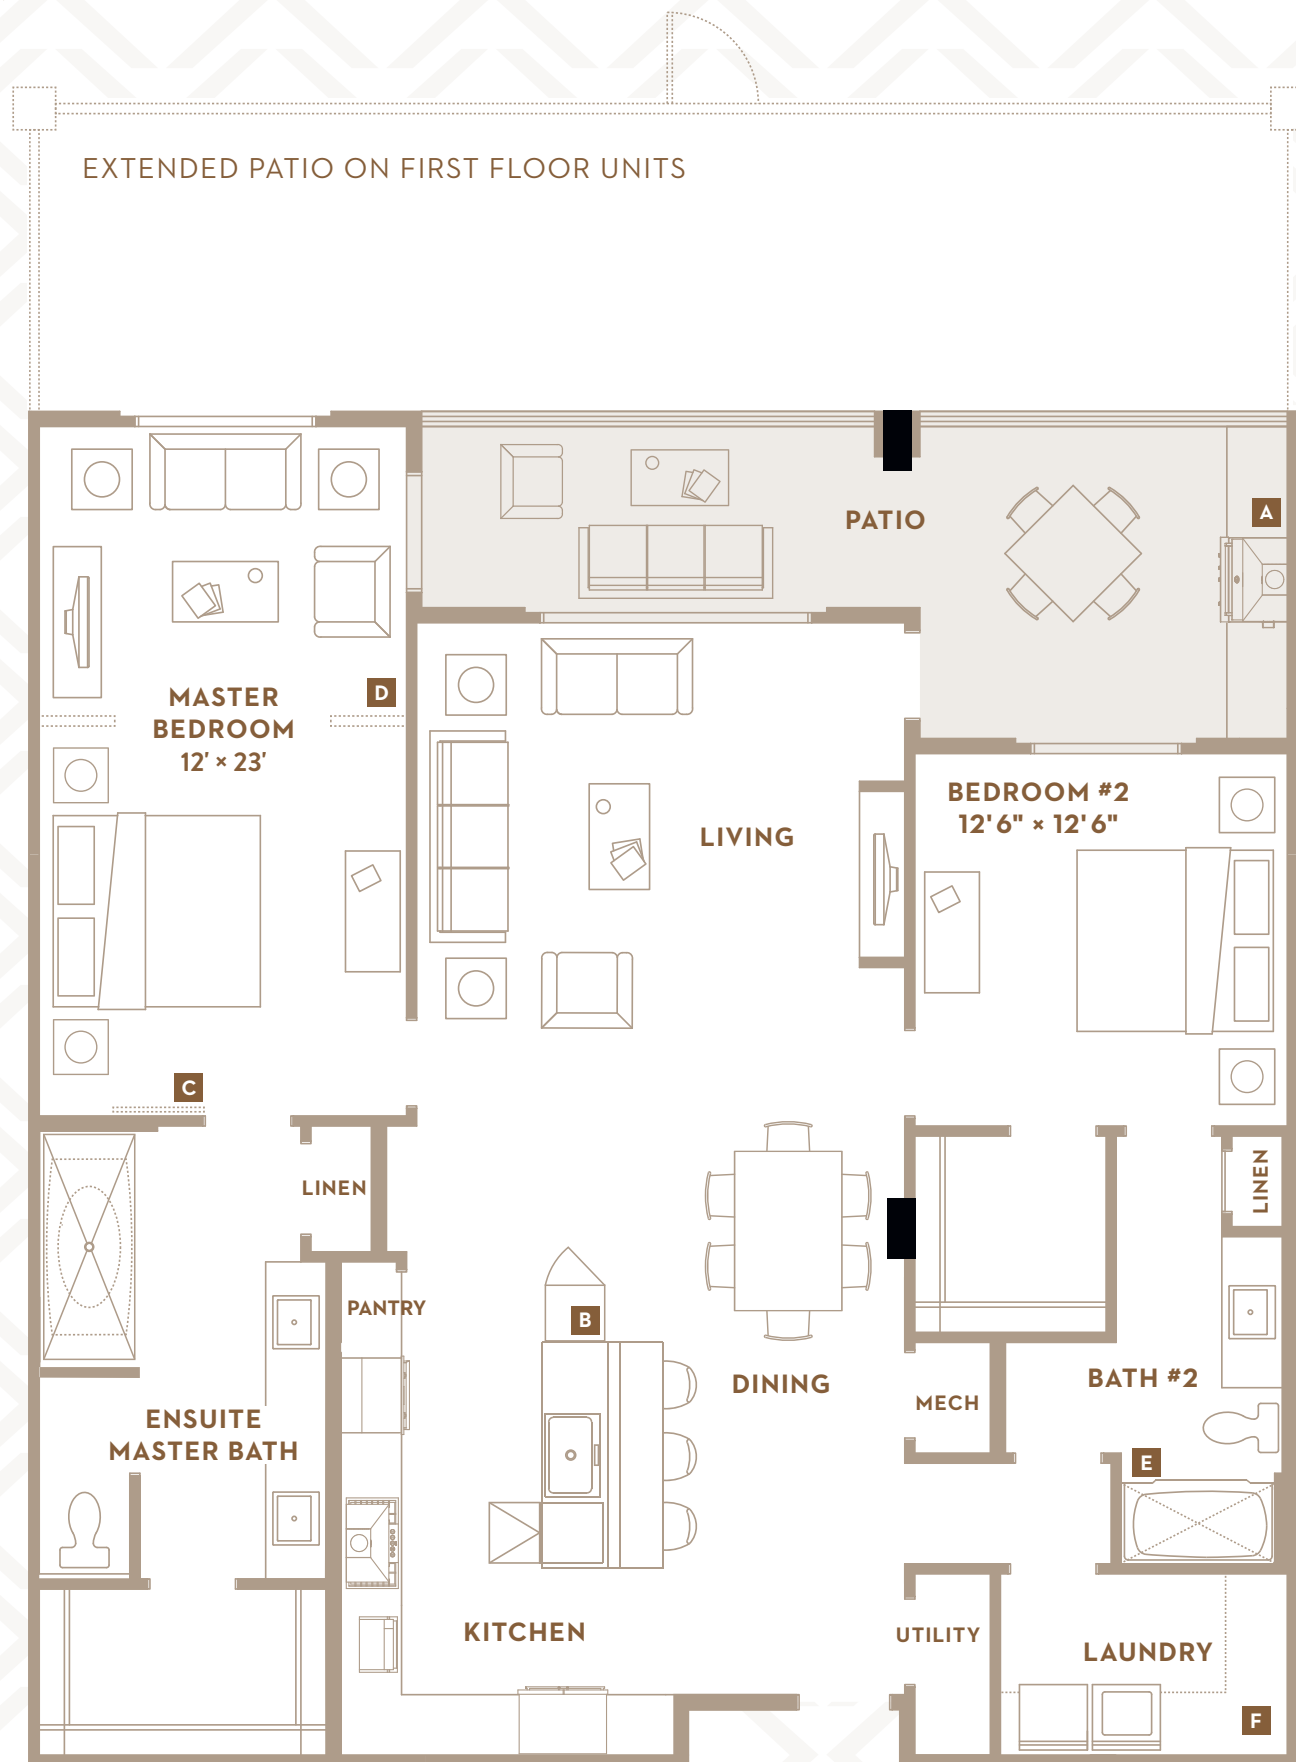 EXTENDED PATIO ON FIRST FLOOR UNITS
A
PATIO
D
MASTER
BEDROOM
12' × 23'
BEDROOM #2
12'6" × 12'6"
LIVING
C
LINEN
LINEN
PANTRY
B
DINING
BATH #2
MECH
ENSUITE
MASTER BATH
E
KITCHEN
UTILITY
LAUNDRY
F